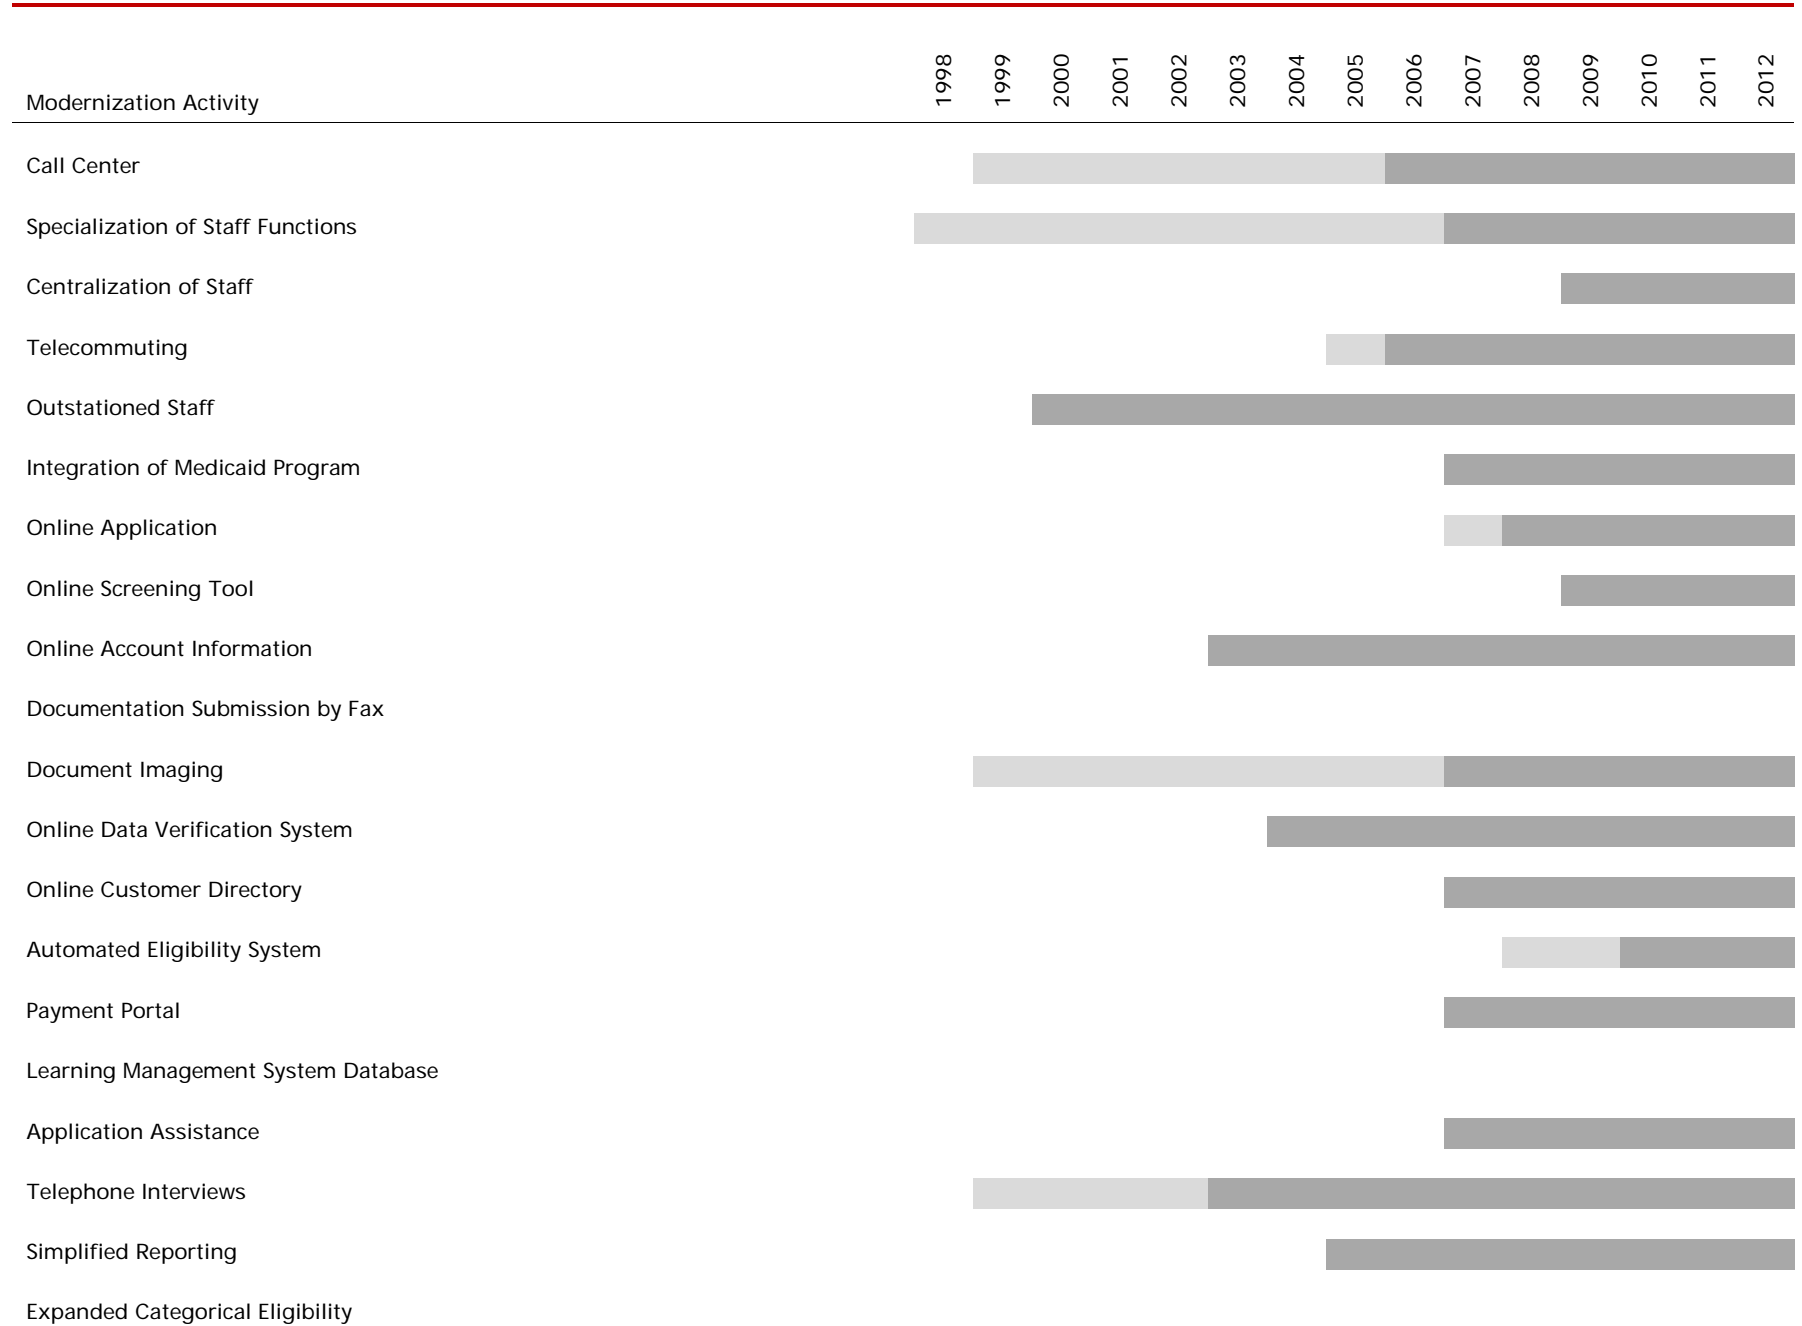 Modernization Activity 1998 1999 2000 2001 2002 2003 2004 2005 2006 2007 2008 2009 2010 2011 2012
Call Center
Specialization of Staff Functions
Centralization of Staff
Telecommuting
Outstationed Staff
Integration of Medicaid Program
Online Application
Online Screening Tool
Online Account Information
Documentation Submission by Fax
Document Imaging
Online Data Verification System
Online Customer Directory
Automated Eligibility System
Payment Portal
Learning Management System Database
Application Assistance
Telephone Interviews
Simplified Reporting
Expanded Categorical Eligibility